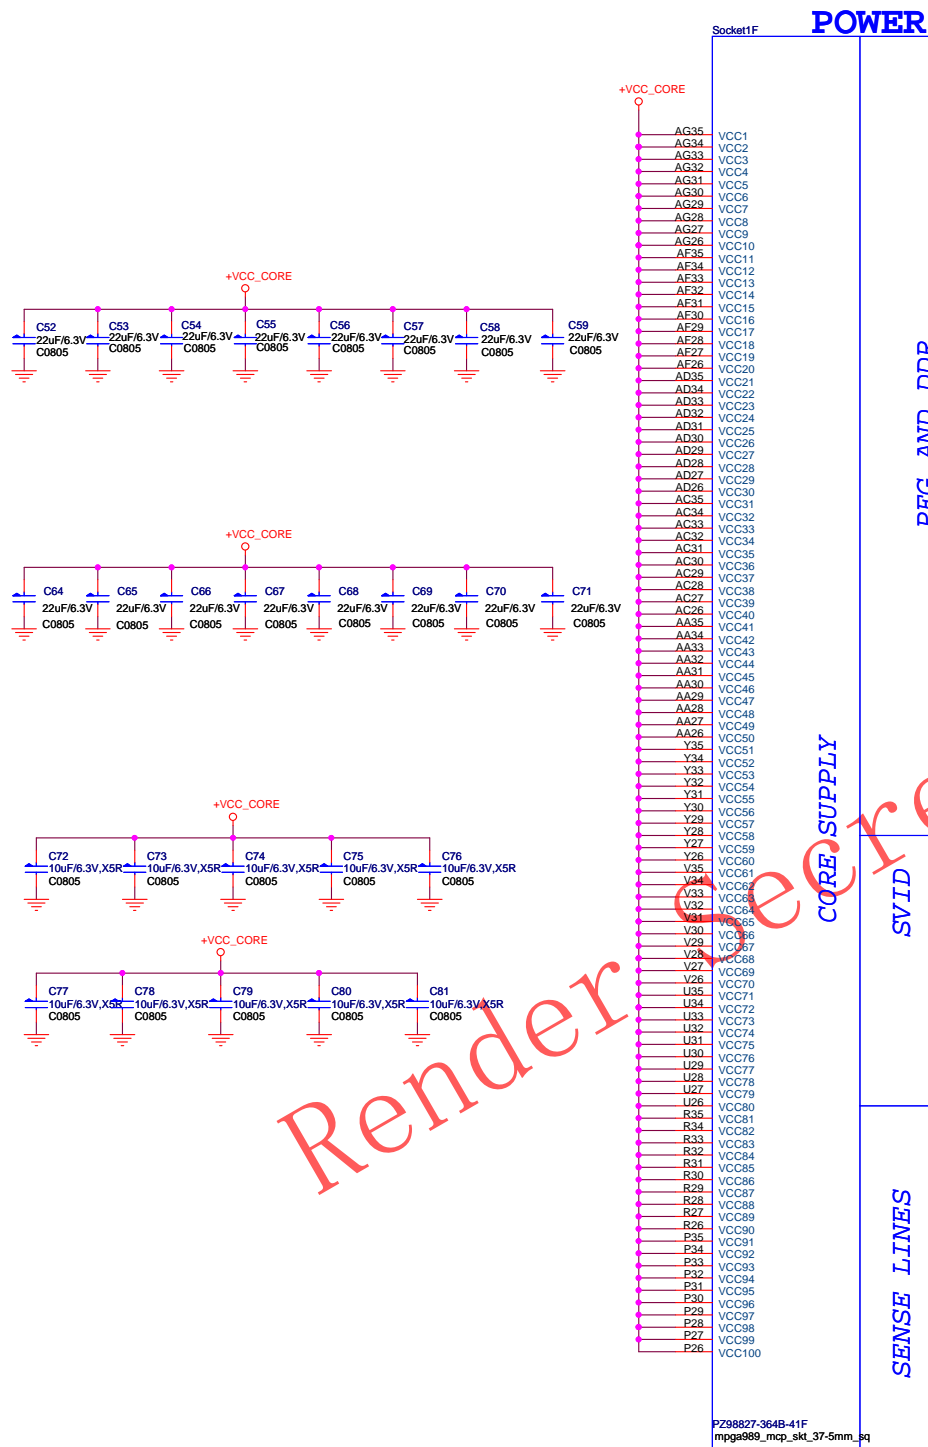 POWER
Socket1F
+VCC_CORE
AG35 VCC1
AG34 VCC2
AG33 VCC3
AG32 VCC4
AG31 VCC5
AG30 VCC6
AG29 VCC7
AG28 VCC8
AG27 VCC9
AG26 VCC10
AF35 VCC11
AF34 VCC12
AF33 VCC13
AF32 VCC14
AF31 VCC15
AF30 VCC16
AF29 VCC17
AF28 VCC18
AF27 VCC19
AF26 VCC20
AD35 VCC21
AD34 VCC22
AD33 VCC23
AD32 VCC24
AD31 VCC25
AD30 VCC26
AD29 VCC27
AD28 VCC28
AD27 VCC29
AD26 VCC30
AC35 VCC31
AC34 VCC32
AC33 VCC33
AC32 VCC34
AC31 VCC35
AC30 VCC36
AC29 VCC37
AC28 VCC38
AC27 VCC39
AC26 VCC40
AA35 VCC41
AA34 VCC42
AA33 VCC43
AA32 VCC44
AA31 VCC45
AA30 VCC46
AA29 VCC47
AA28 VCC48
AA27 VCC49
AA26 VCC50
Y35 VCC51
Y34 VCC52
Y33 VCC53
Y32 VCC54
Y31 VCC55
Y30 VCC56
Y29 VCC57
Y28 VCC58
Y27 VCC59
Y26 VCC60
V35 VCC61
V34 VCC62
V33 VCC63
V32 VCC64
V31 VCC65
V30 VCC66
V29 VCC67
V28 VCC68
V27 VCC69
V26 VCC70
U35 VCC71
U34 VCC72
U33 VCC73
U32 VCC74
U31 VCC75
U30 VCC76
U29 VCC77
U28 VCC78
U27 VCC79
U26 VCC80
R35 VCC81
R34 VCC82
R33 VCC83
R32 VCC84
R31 VCC85
R30 VCC86
R29 VCC87
R28 VCC88
R27 VCC89
R26 VCC90
P35 VCC91
P34 VCC92
P33 VCC93
P32 VCC94
P31 VCC95
P30 VCC96
P29 VCC97
P28 VCC98
P27 VCC99
P26 VCC100
+VCC_CORE
C52 C53 C54 C55 C56 C57 C58 C59
22uF/6.3V 22uF/6.3V 22uF/6.3V 22uF/6.3V 22uF/6.3V 22uF/6.3V 22uF/6.3V 22uF/6.3V
C0805 C0805 C0805 C0805 C0805 C0805 C0805 C0805
+VCC_CORE
C64 C65 C66 C67 C68 C69 C70 C71
22uF/6.3V 22uF/6.3V 22uF/6.3V 22uF/6.3V 22uF/6.3V 22uF/6.3V 22uF/6.3V 22uF/6.3V
C0805 C0805 C0805 C0805 C0805 C0805 C0805 C0805
+VCC_CORE
C72 C73 C74 C75 C76
10uF/6.3V,X5R 10uF/6.3V,X5R 10uF/6.3V,X5R 10uF/6.3V,X5R 10uF/6.3V,X5R
C0805 C0805 C0805 C0805 C0805
+VCC_CORE
C77 C78 C79 C80 C81
10uF/6.3V,X5R 10uF/6.3V,X5R 10uF/6.3V,X5R 10uF/6.3V,X5R 10uF/6.3V,X5R
C0805 C0805 C0805 C0805 C0805
CORE SUPPLY
AND DDR
SVID
SENSE LINES
Render Secre
PZ98827-364B-41F
mpga989_mcp_skt_37-5mm_sq